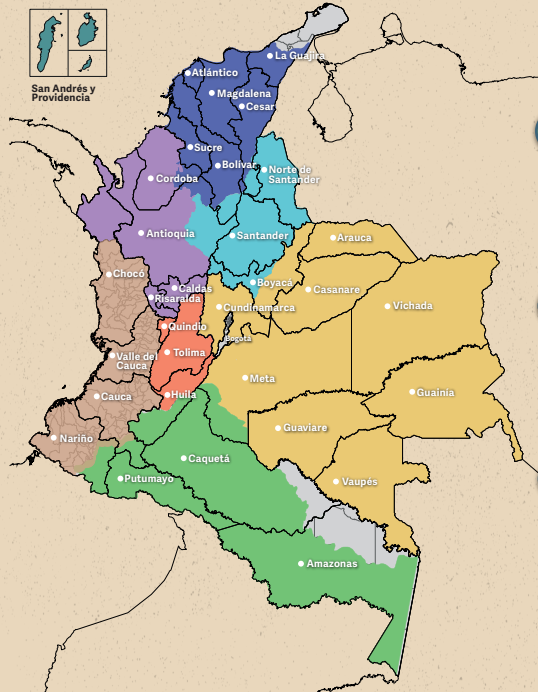 San Andrés y
Providencia
La Guajira
Atlántico
Magdalena
Cesar
Sucre
Bolívar
Norte de
Santander
Cordoba
Antioquia
Santander
Arauca
Chocó
Boyacá
Caldas
Risaralda
Casanare
Cundinamarca
Vichada
Quindio
Bogotá
Tolima
Valle del
Cauca
Meta
Huila
Cauca
Guainía
Guaviare
Nariño
Caquetá
Putumayo
Vaupés
Amazonas